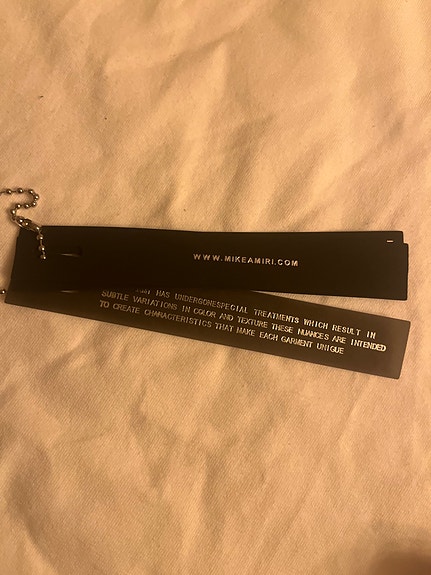 WWW.MIKEAMIRI.COM
HAS UNDERGONESPECIAL TREATMENTS WHICH RESULT IN
SUBTLE VARIATIONS IN COLOR AND TEXTURE THESE NUANCES ARE INTENDED
TO CREATE CHARACTERISTICS THAT MAKE EACH GARMENT UNIGUE